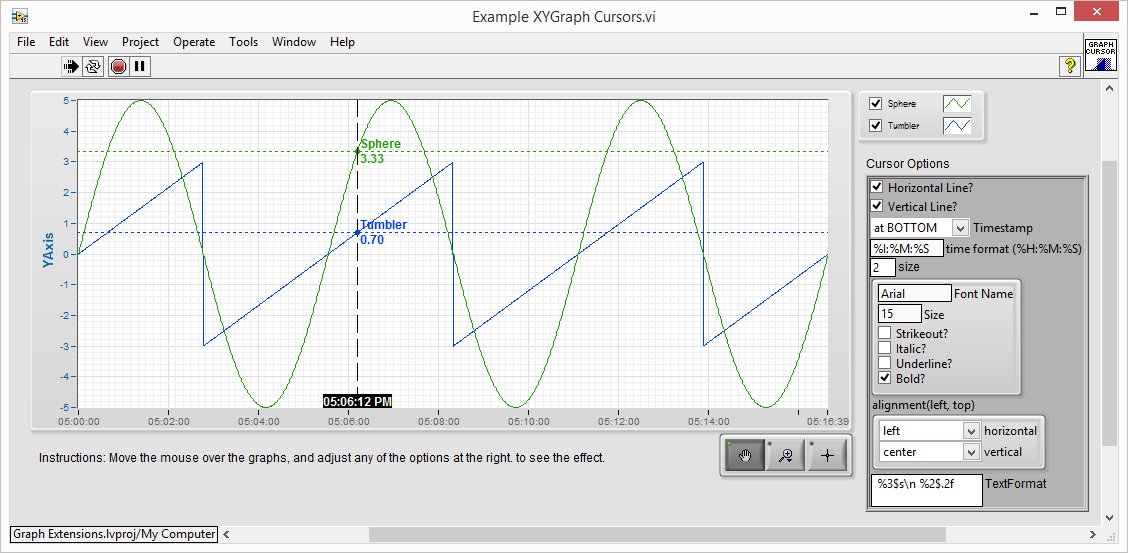 Example XYGraph Cursors.vi
File Edit View Project Operate Tools Window Help
GRAPH
CURSOR
?
5
4
3
2
1
0
-1
-2
-3
-4
-5
YAxis
Sphere
3.33
Tumbler
0.70
05:06:12 PM
05:00:00 05:02:00 05:04:00 05:06:00 05:08:00 05:10:00 05:12:00 05:14:00 05:16:39
Sphere
Tumbler
Cursor Options
Horizontal Line?
Vertical Line?
at BOTTOM Timestamp
%I:%M:%S time format (%H:%M:%S)
2 size
Arial Font Name
15 Size
Strikeout?
Italic?
Underline?
Bold?
alignment(left, top)
left horizontal
center vertical
%3$s\n %2$.2f TextFormat
Instructions: Move the mouse over the graphs, and adjust any of the options at the right. to see the effect.
Graph Extensions.lvproj/My Computer